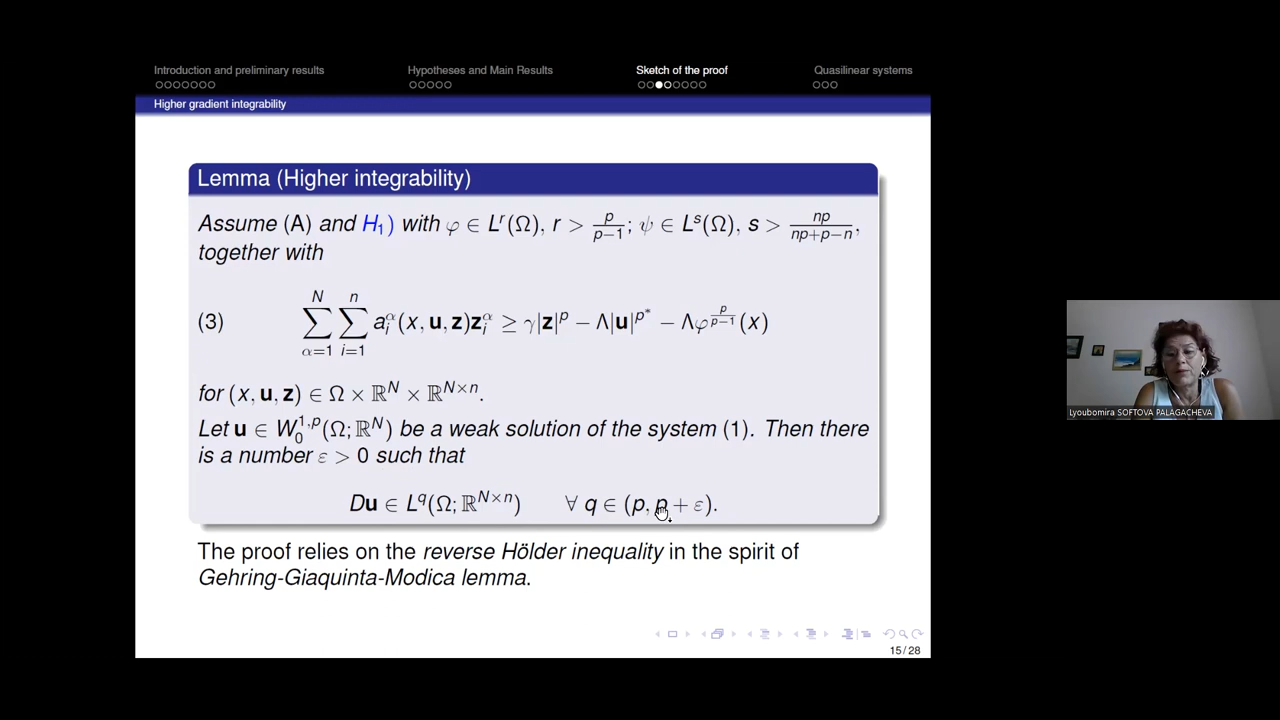 Introduction and preliminary results Hypotheses and Main Results Sketch of the proof Quasilinear systems
Higher gradient integrability
Lemma (Higher integrability)
Assume (A) and H₁) with φ ∈ Lʳ(Ω), r > p/(p−1); ψ ∈ Lˢ(Ω), s > np/(np+p−n),
together with
(3) ∑_{α=1}^{N} ∑_{i=1}^{n} a_i^α(x, u, z)z_i^α ≥ γ|z|^p − Λ|u|^{p*} − Λφ^{p/(p−1)}(x)
for (x, u, z) ∈ Ω × ℝ^N × ℝ^{N×n}.
Let u ∈ W_0^{1,p}(Ω; ℝ^N) be a weak solution of the system (1). Then there
is a number ε > 0 such that
Du ∈ L^q(Ω; ℝ^{N×n}) ∀ q ∈ (p, p + ε).
The proof relies on the reverse Hölder inequality in the spirit of
Gehring-Giaquinta-Modica lemma.
15/28
Lyoubomira SOFTOVA PALAGACHEVA